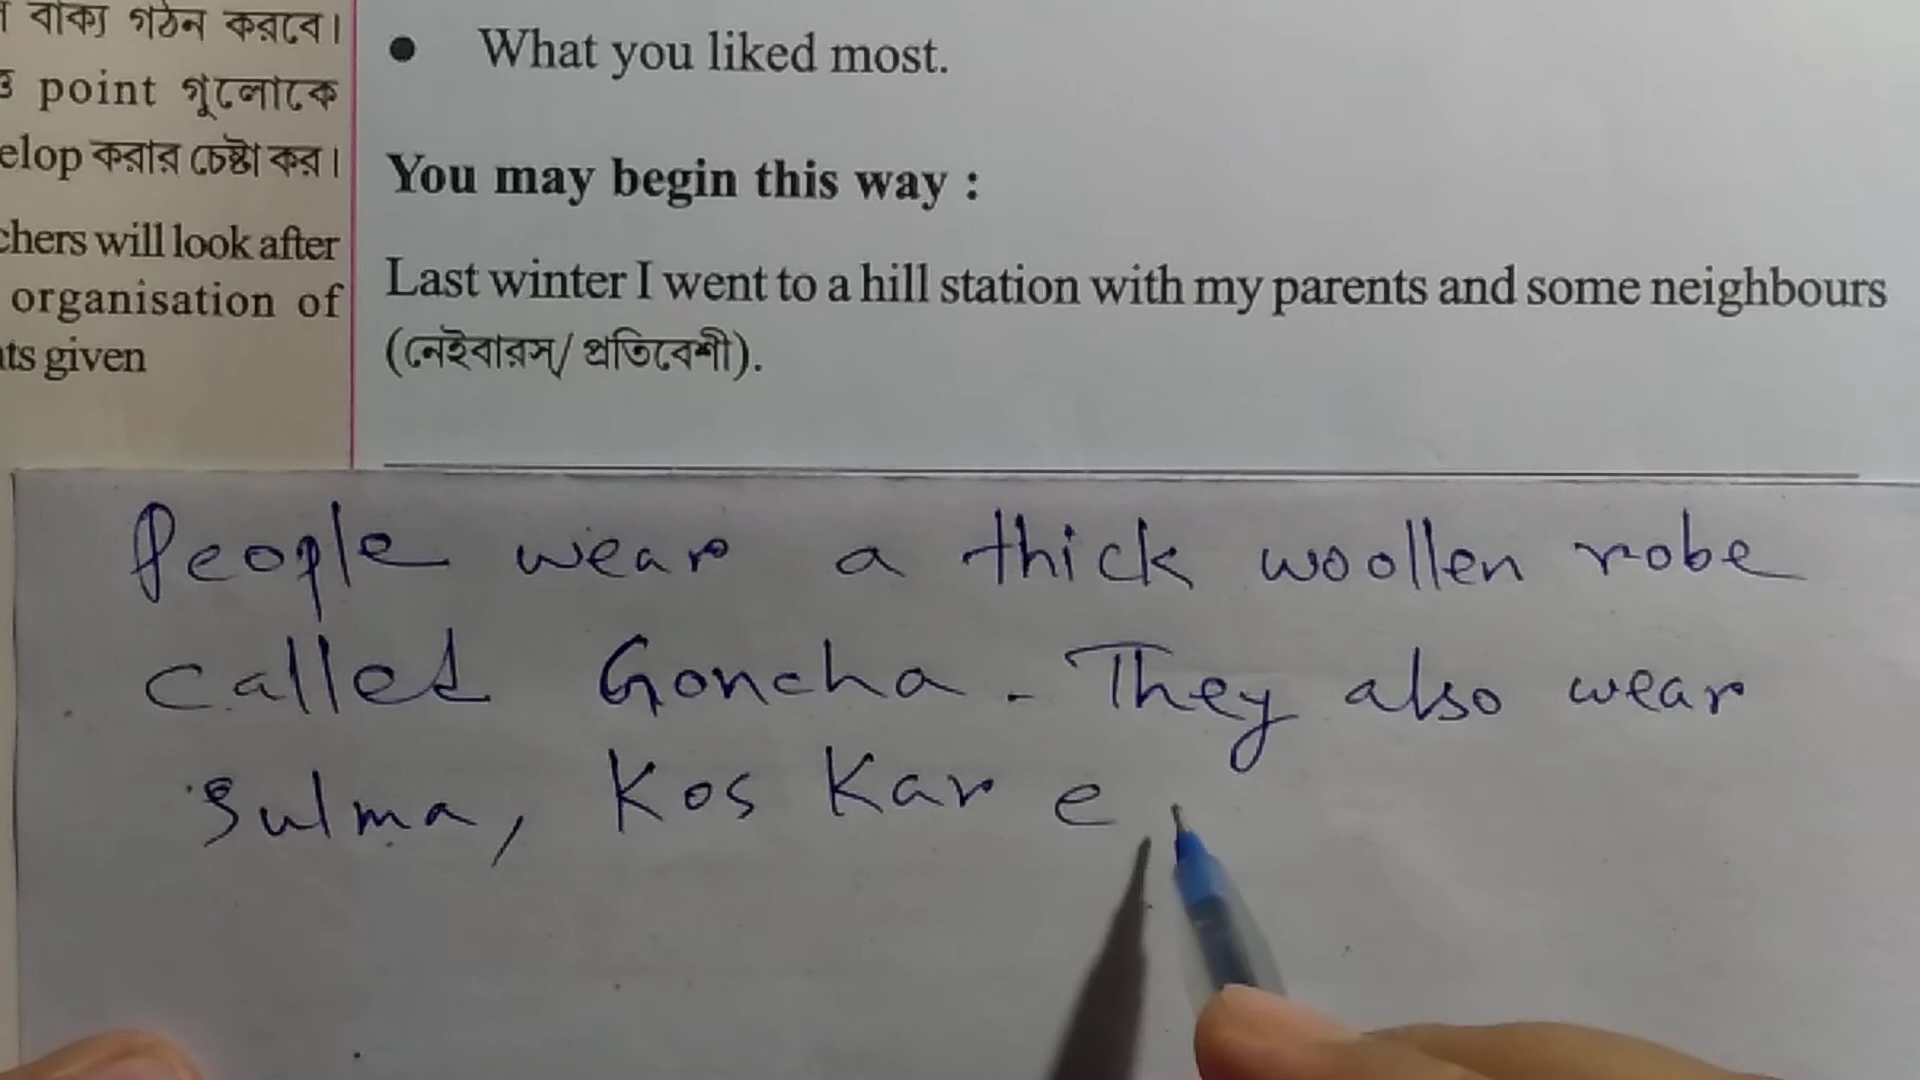 বাক্য গঠন করবে।
point গুলোকে
elop করার চেষ্টা কর।
chers will look after
organisation of
ts given
• What you liked most.
You may begin this way :
Last winter I went to a hill station with my parents and some neighbours
(নেইবারস্/ প্রতিবেশী).
People wear a thick woollen robe
called Goncha. They also wear
Sulma, Kos Kar e